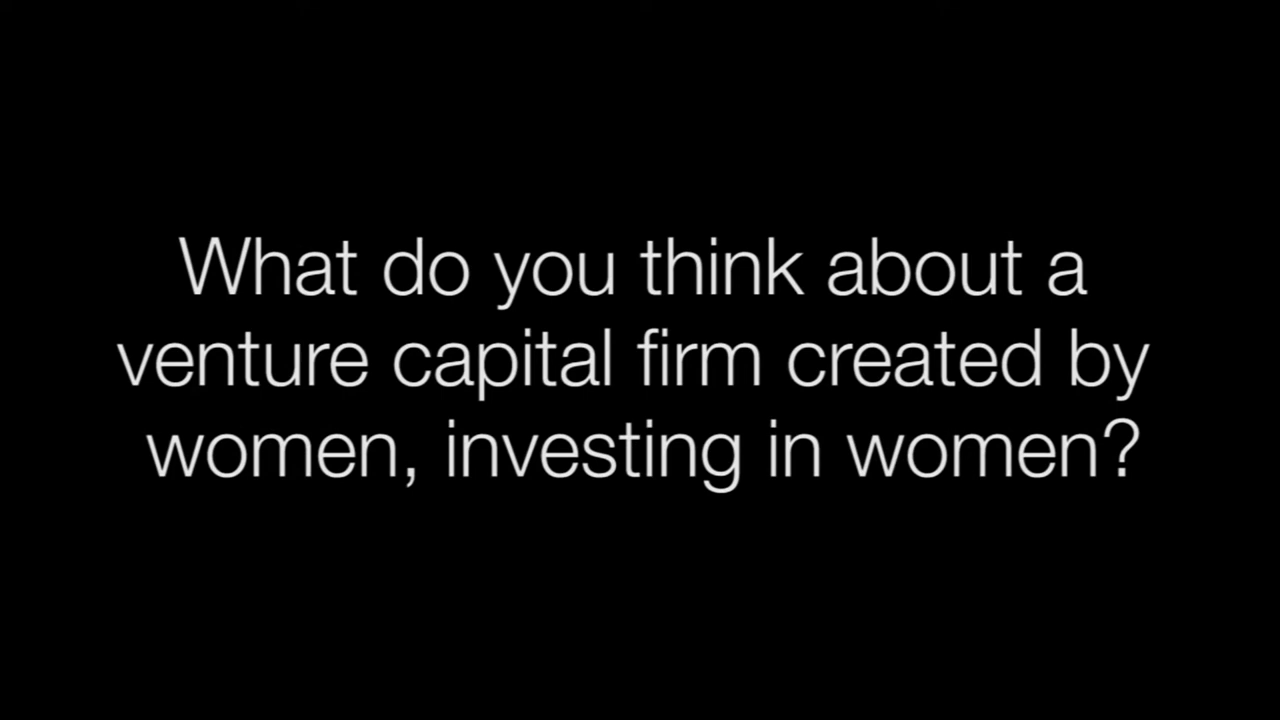 What do you think about a
venture capital firm created by
women, investing in women?